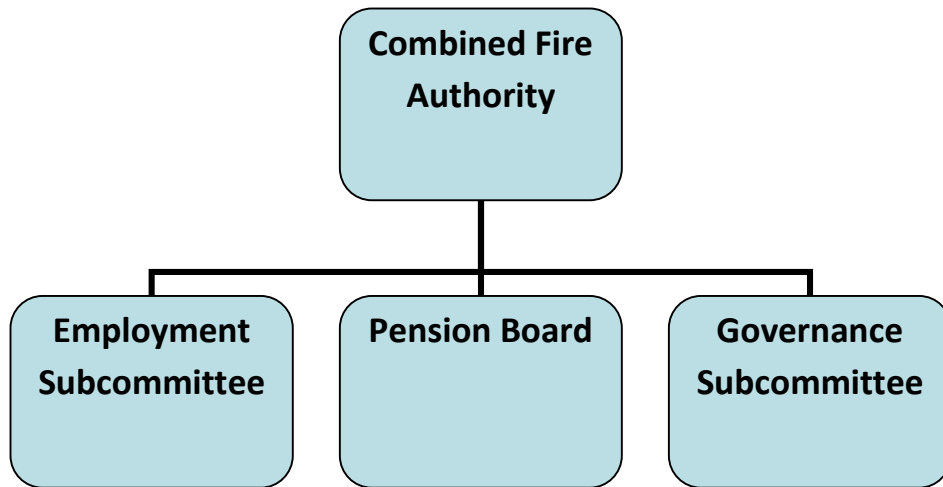 Combined Fire
Authority
Employment
Subcommittee
Pension Board
Governance
Subcommittee